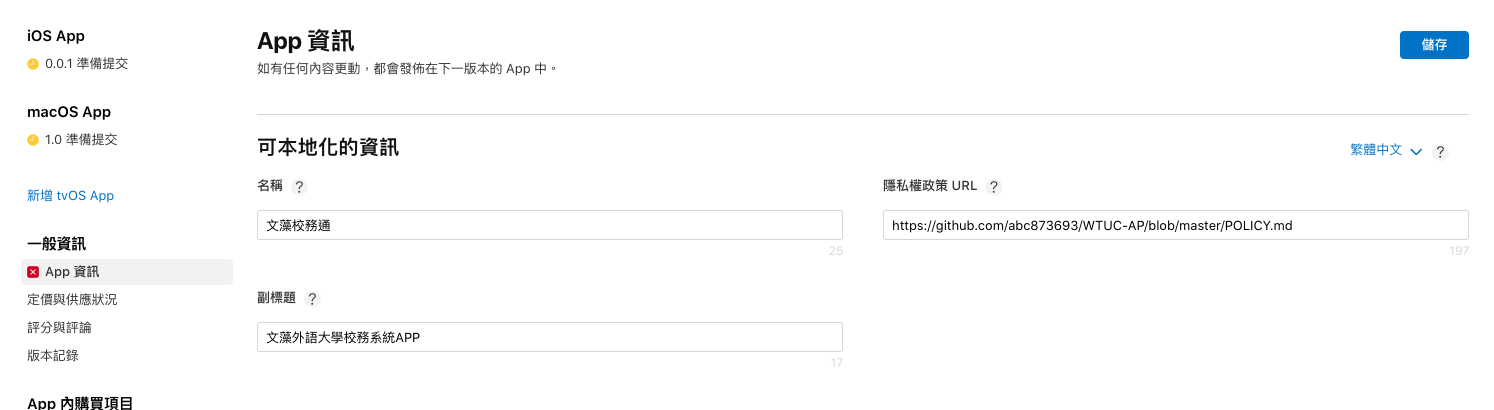 iOS App
0.0.1 準備提交
macOS App
1.0 準備提交
新增 tvOS App
一般資訊
App 資訊
定價與供應狀況
評分與評論
版本記錄
App 內購買項目
App 資訊
如有任何內容更動，都會發佈在下一版本的 App 中。
儲存
可本地化的資訊
繁體中文 ?
名稱 ?
文藻校務通
25
隱私權政策 URL ?
https://github.com/abc873693/WTUC-AP/blob/master/POLICY.md
197
副標題 ?
文藻外語大學校務系統APP
17